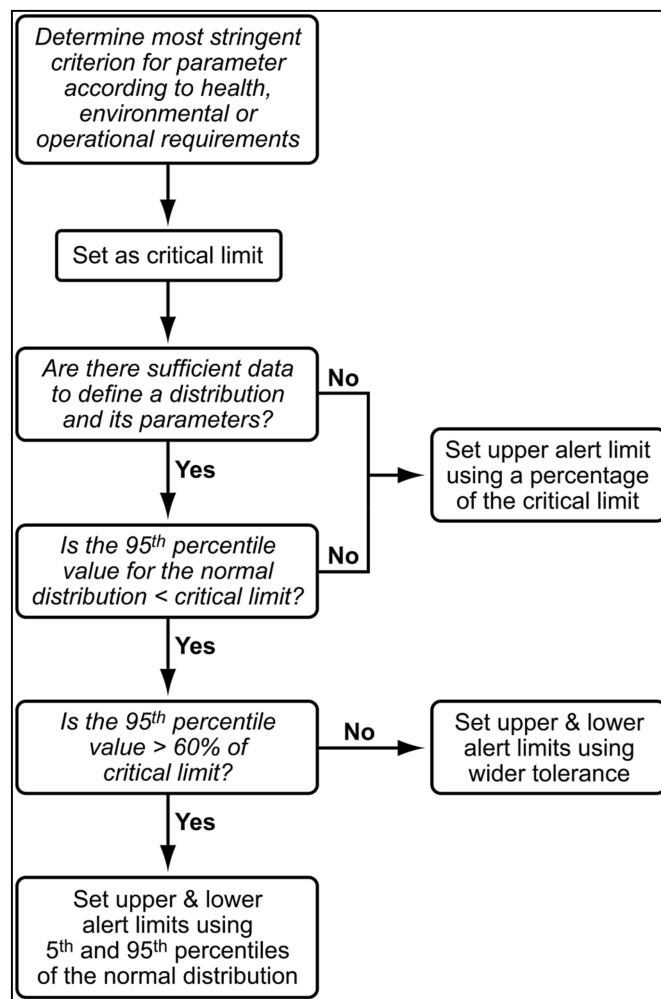 Determine most stringent
criterion for parameter
according to health,
environmental or
operational requirements
Set as critical limit
Are there sufficient data
to define a distribution
and its parameters?
No
Yes
Set upper alert limit
using a percentage
of the critical limit
Is the 95th percentile
value for the normal
distribution < critical limit?
No
Yes
Is the 95th percentile
value > 60% of
critical limit?
No
Set upper & lower
alert limits using
wider tolerance
Yes
Set upper & lower
alert limits using
5th and 95th percentiles
of the normal distribution